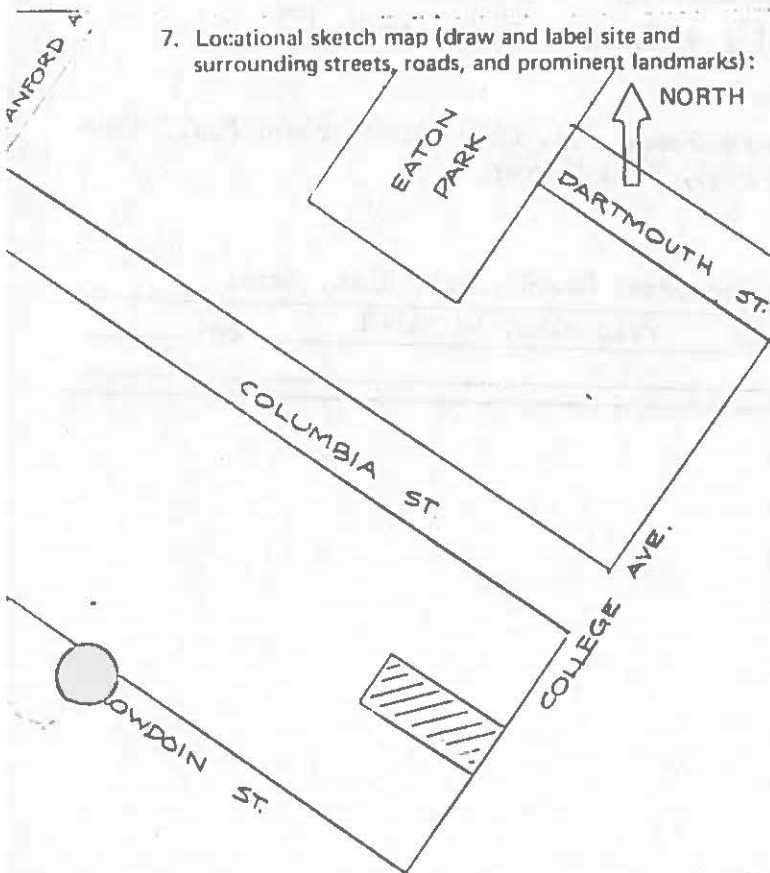 7. Locational sketch map (draw and label site and
surrounding streets, roads, and prominent landmarks):
NORTH
EATON
PARK
DARTMOUTH ST.
COLUMBIA ST.
COLLEGE AVE.
ST.